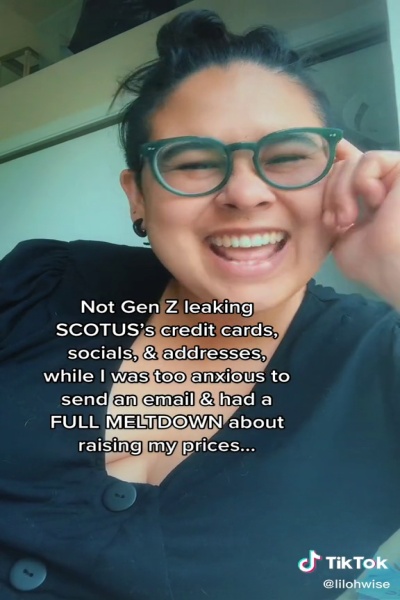 Not Gen Z leaking
SCOTUS's credit cards,
socials, & addresses,
while I was too anxious to
send an email & had a
FULL MELTDOWN about
raising my prices...
TikTok
@lilohwise